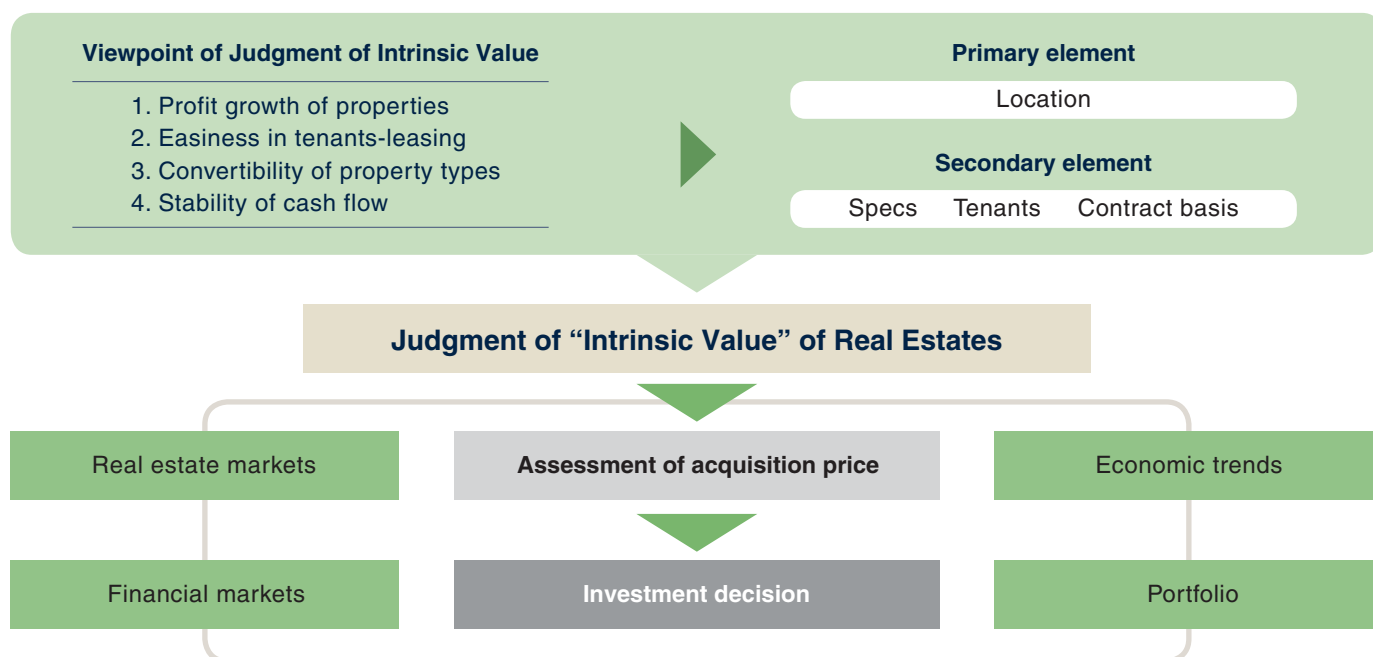 Viewpoint of Judgment of Intrinsic Value
1. Profit growth of properties
2. Easiness in tenants-leasing
3. Convertibility of property types
4. Stability of cash flow
Primary element
Location
Secondary element
Specs Tenants Contract basis
Judgment of “Intrinsic Value” of Real Estates
Real estate markets
Assessment of acquisition price
Economic trends
Financial markets
Investment decision
Portfolio